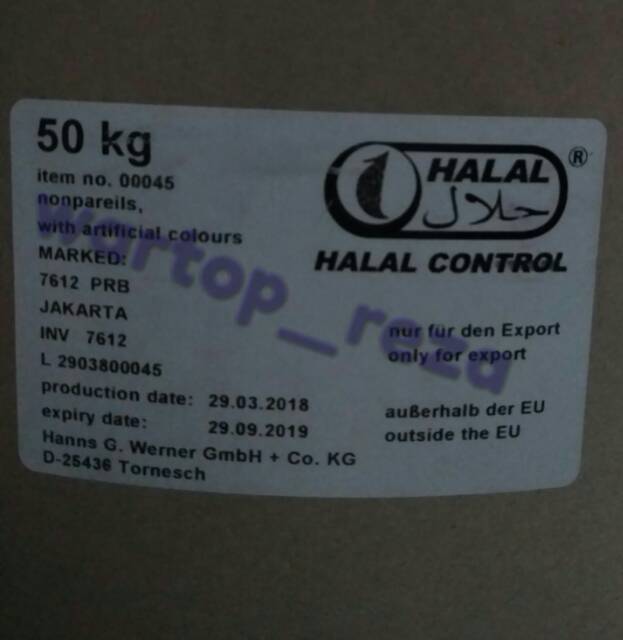 50 kg
item no. 00045
nonpareils,
with artificial colours
MARKED:
7612 PRB
JAKARTA
INV 7612
L 2903800045
production date: 29.03.2018
expiry date: 29.09.2019
Hanns G. Werner GmbH + Co. KG
D-25436 Tornesch
HALAL ®
حلال
HALAL CONTROL
nur für den Export
only for export
außerhalb der EU
outside the EU
wartop_reza